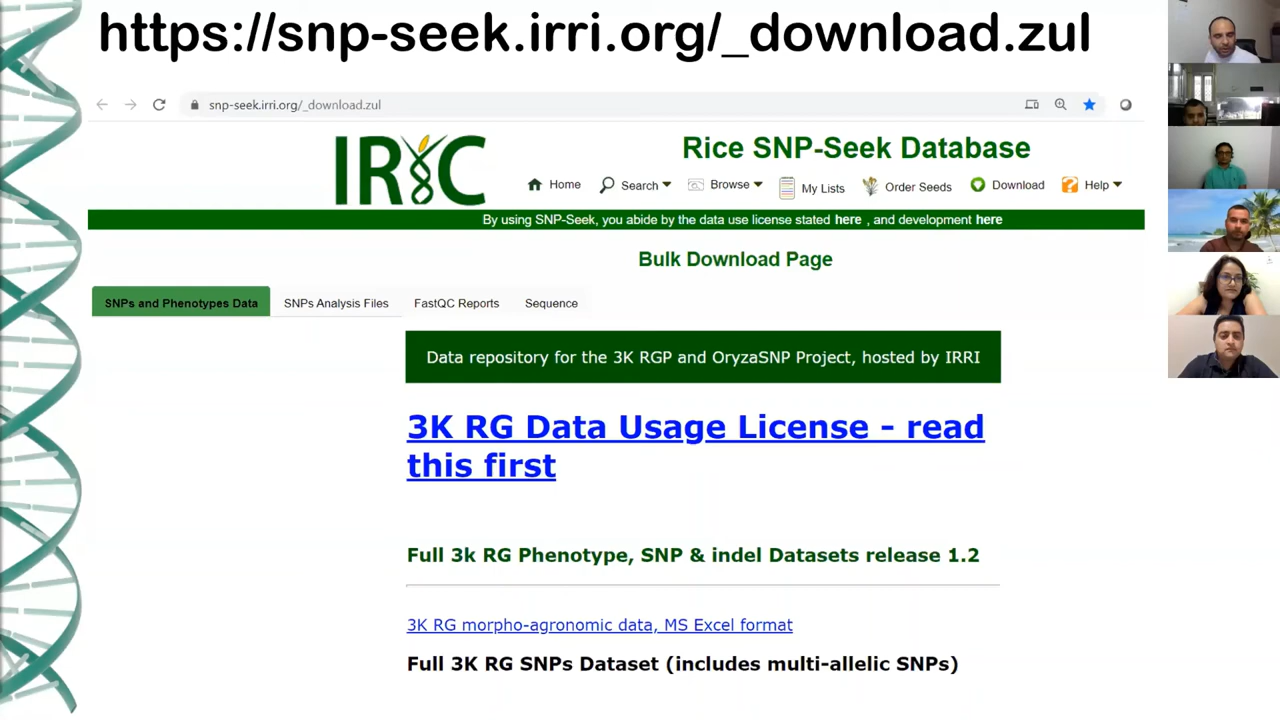 https://snp-seek.irri.org/_download.zul
snp-seek.irri.org/_download.zul
IRIC
Rice SNP-Seek Database
Home Search Browse My Lists Order Seeds Download Help
By using SNP-Seek, you abide by the data use license stated here , and development here
Bulk Download Page
SNPs and Phenotypes Data SNPs Analysis Files FastQC Reports Sequence
Data repository for the 3K RGP and OryzaSNP Project, hosted by IRRI
3K RG Data Usage License - read
this first
Full 3k RG Phenotype, SNP & indel Datasets release 1.2
3K RG morpho-agronomic data, MS Excel format
Full 3K RG SNPs Dataset (includes multi-allelic SNPs)